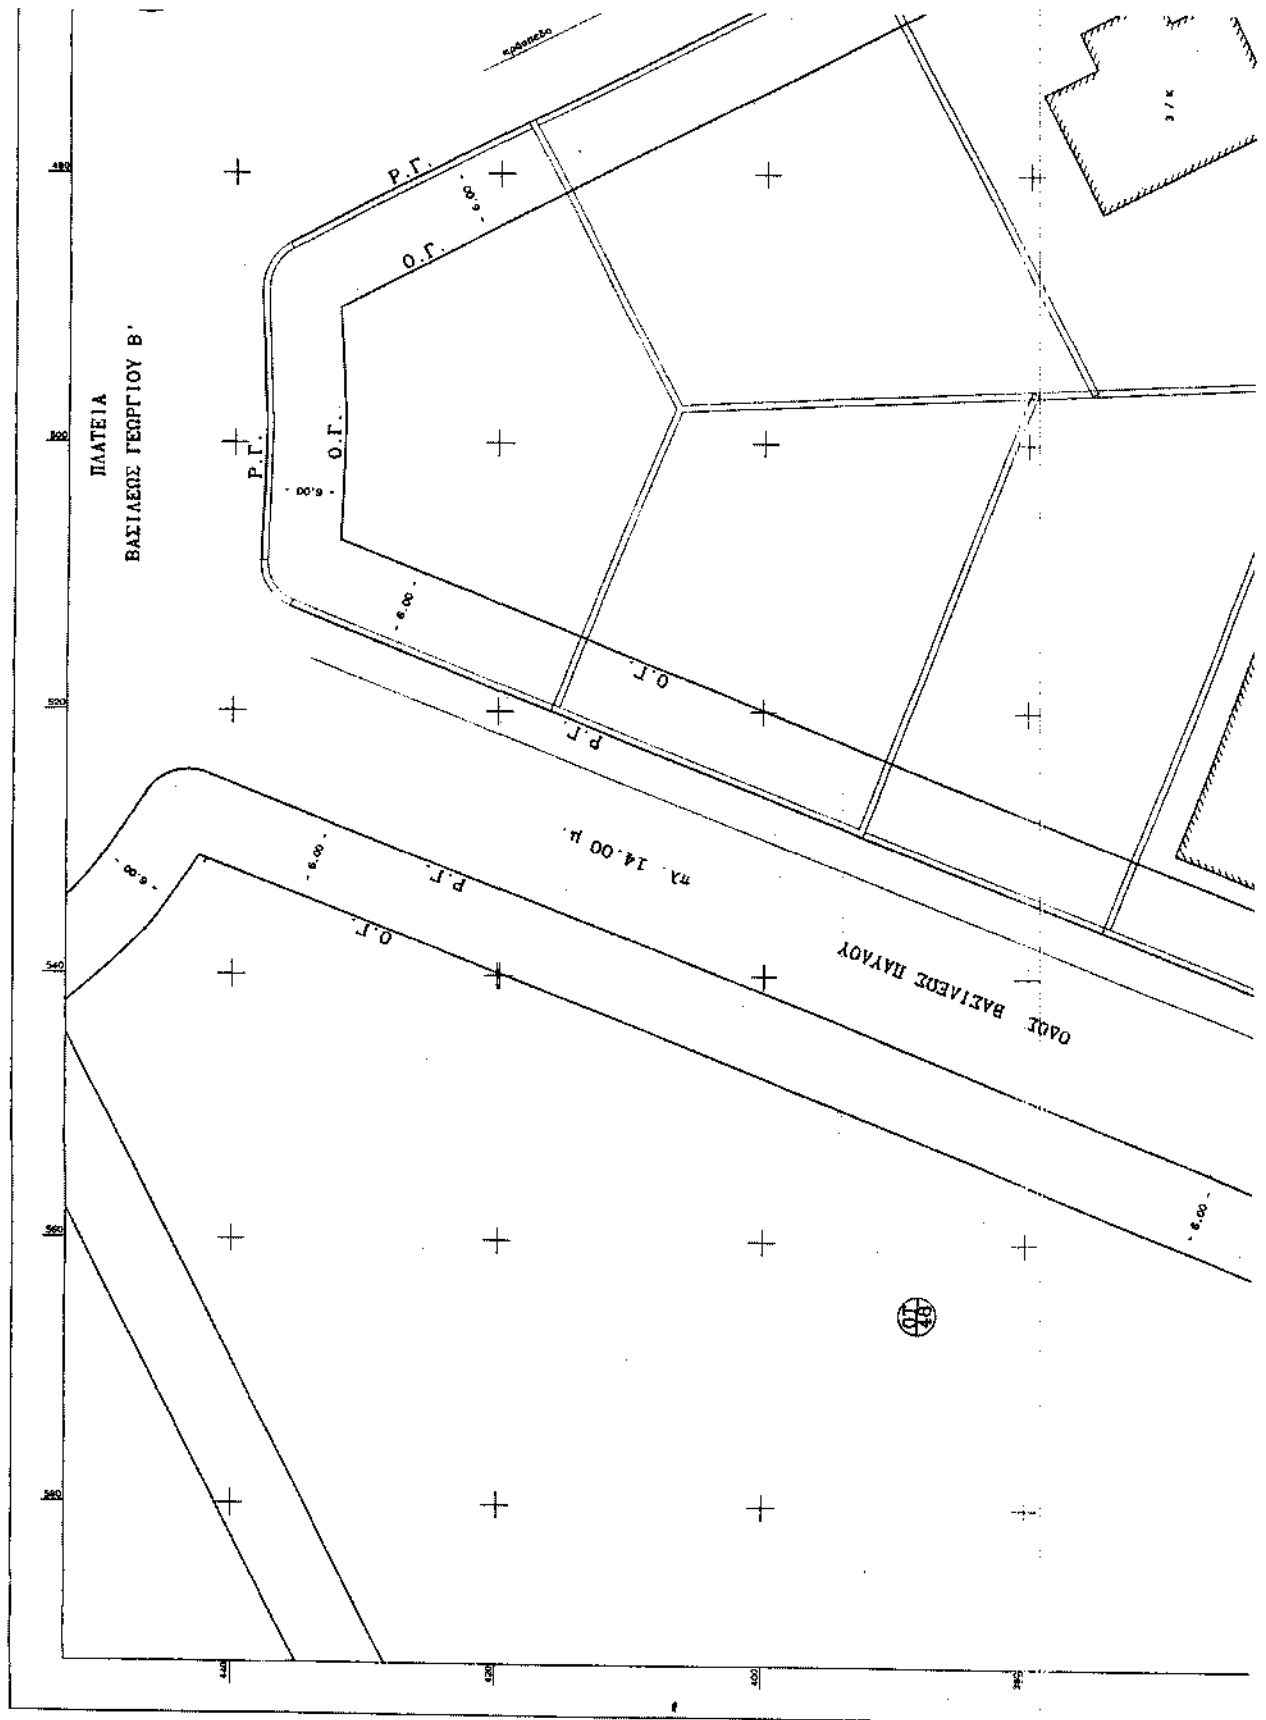 κράσπεδο
Ρ.Γ.
- 6.00 -
Ο.Γ.
480
Ε/Κ
ΠΛΑΤΕΙΑ
ΒΑΣΙΛΕΩΣ ΓΕΩΡΓΙΟΥ Β'
500
Ρ.Γ.
- 6.00 -
Ο.Γ.
- 6.00 -
Ο.Γ.
Ρ.Γ.
520
πλ. 14.00 μ.
- 6.00 -
- 6.00 -
Ρ.Γ.
Ο.Γ.
ΟΔΟΣ ΒΑΣΙΛΕΩΣ ΠΑΥΛΟΥ
540
- 6.00 -
560
ΟΤ
48
580
440
420
400
380